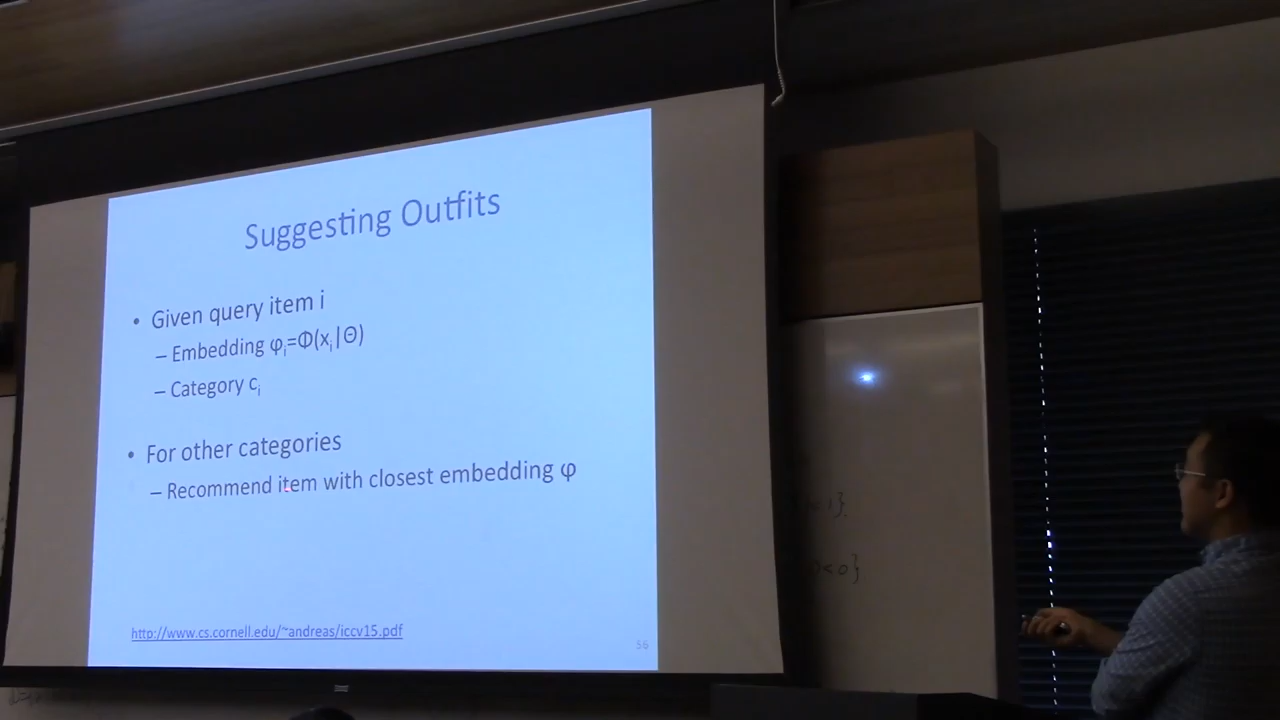 Suggesting Outfits
• Given query item i
– Embedding φᵢ=Φ(xᵢ|Θ)
– Category cᵢ
• For other categories
– Recommend item with closest embedding φ
http://www.cs.cornell.edu/~andreas/iccv15.pdf
56